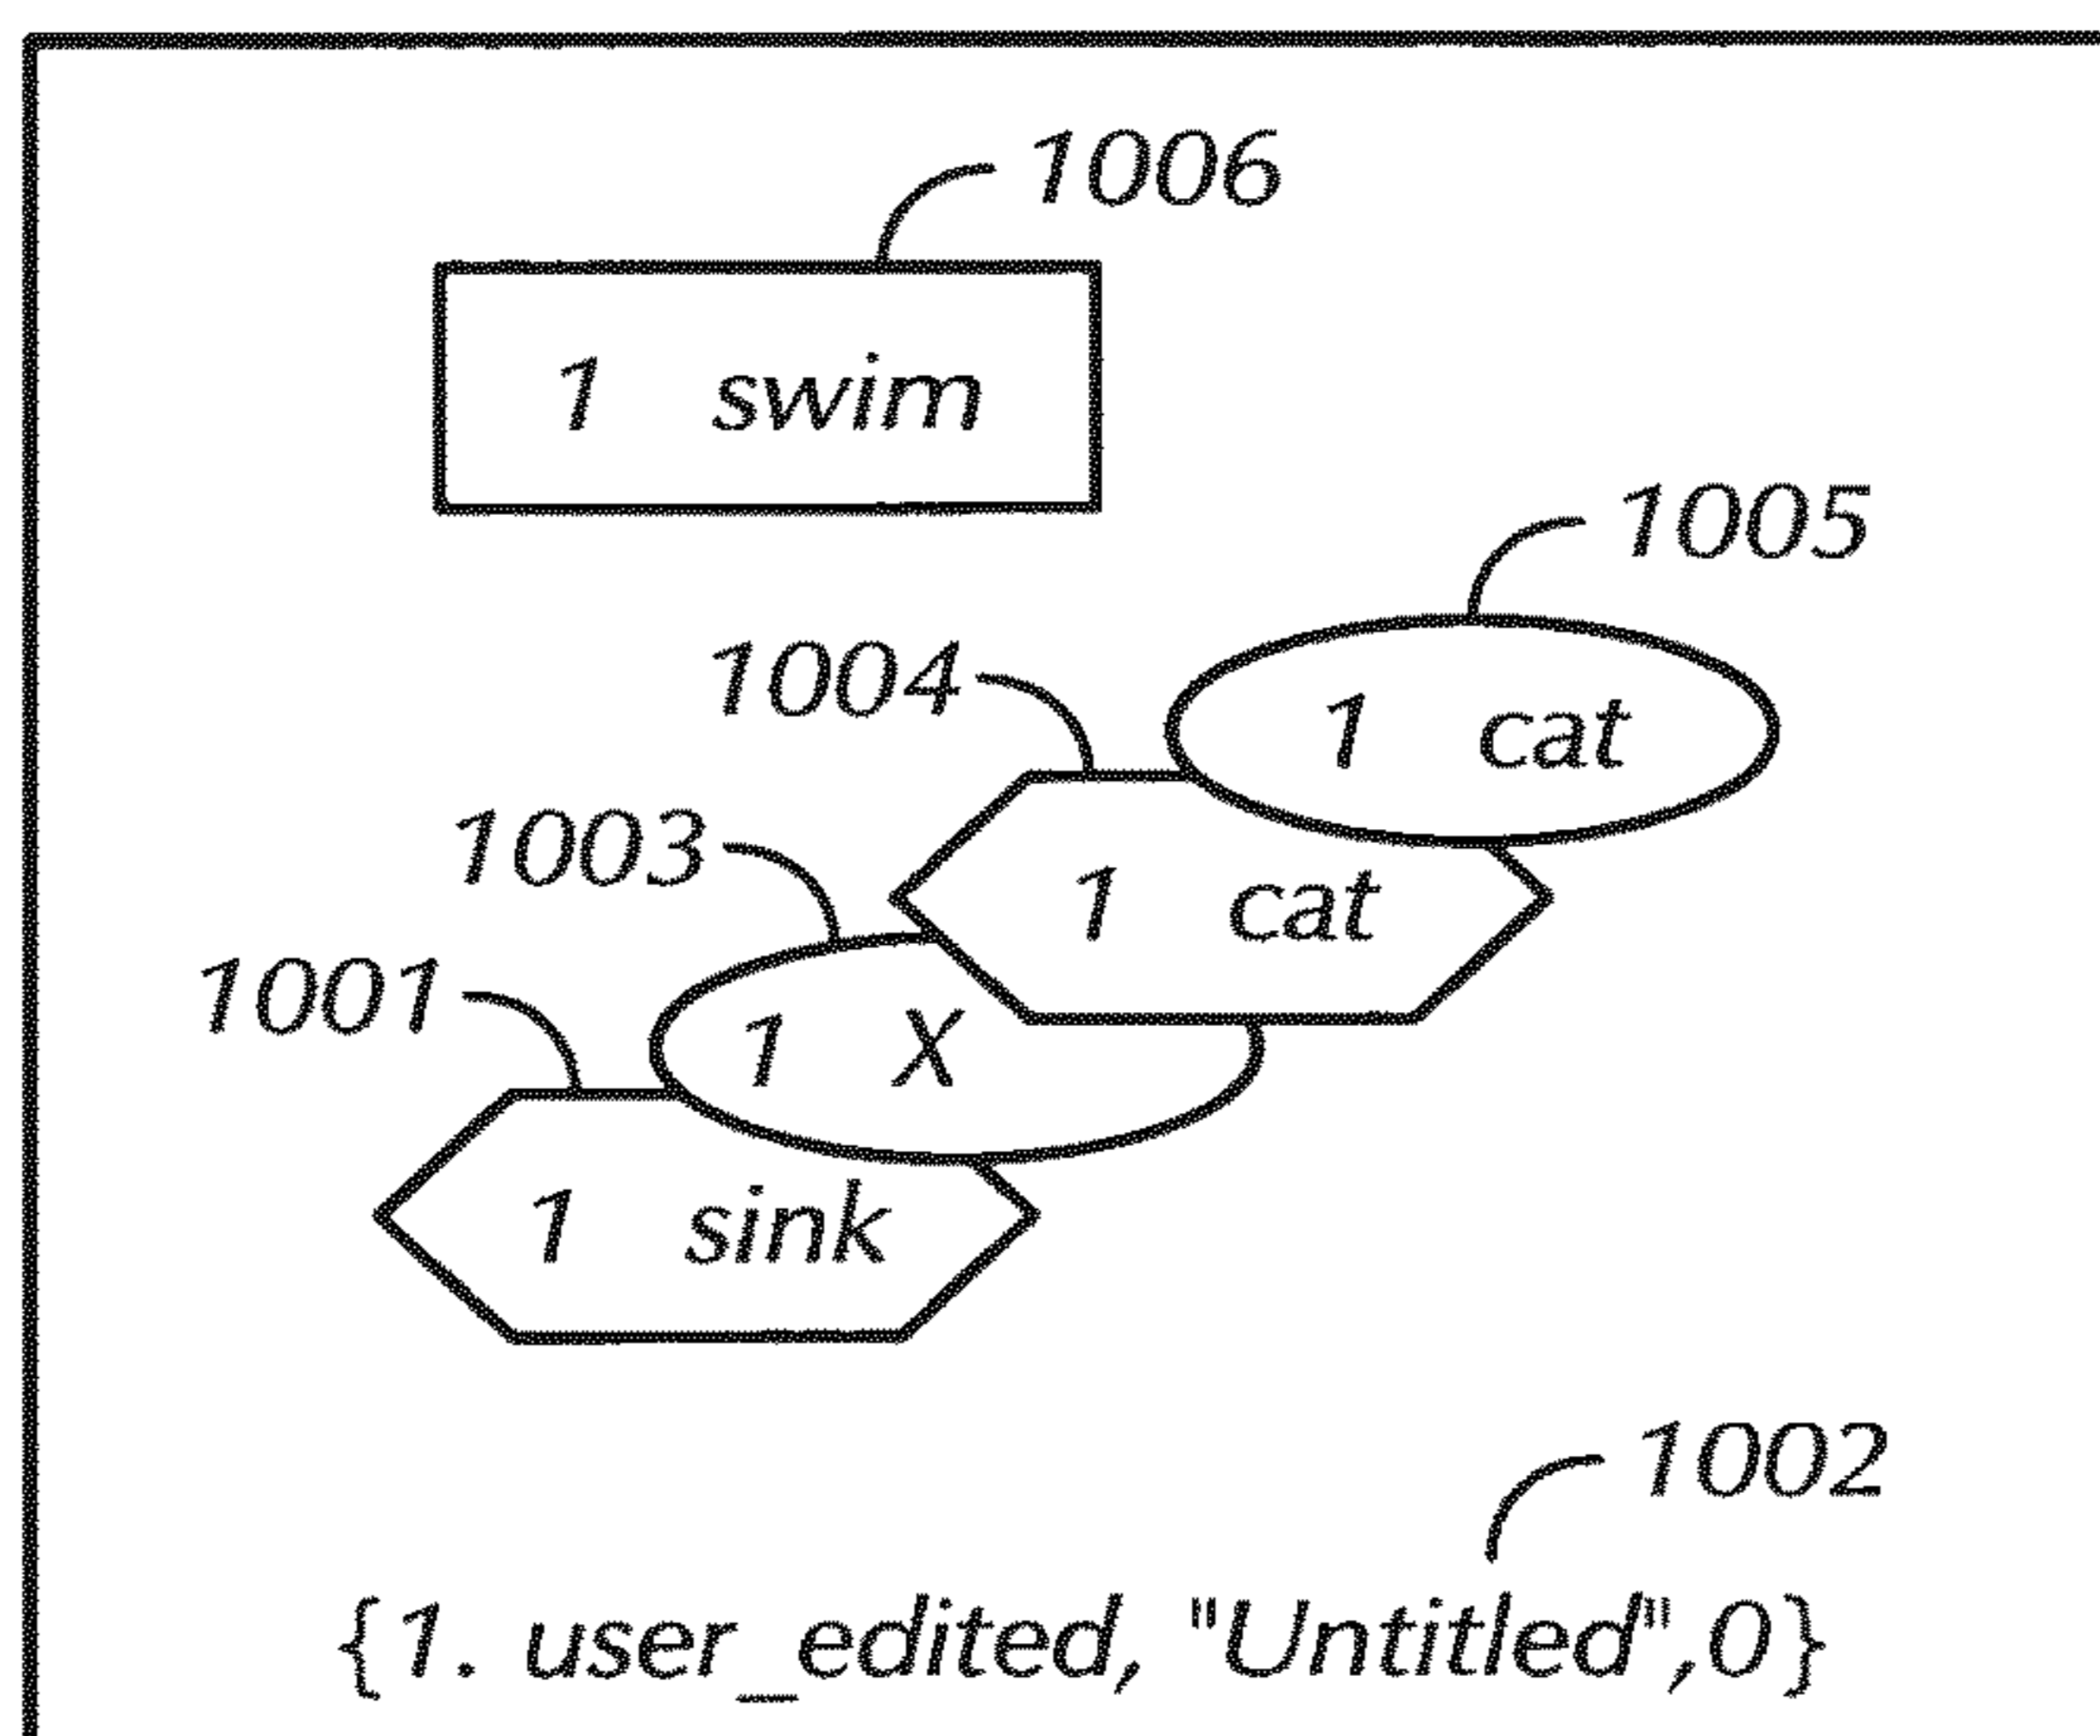 1006
1 swim
1005
1004
1 cat
1003
1 cat
1001
1 X
1 sink
1002
{1. user_edited, "Untitled",0}